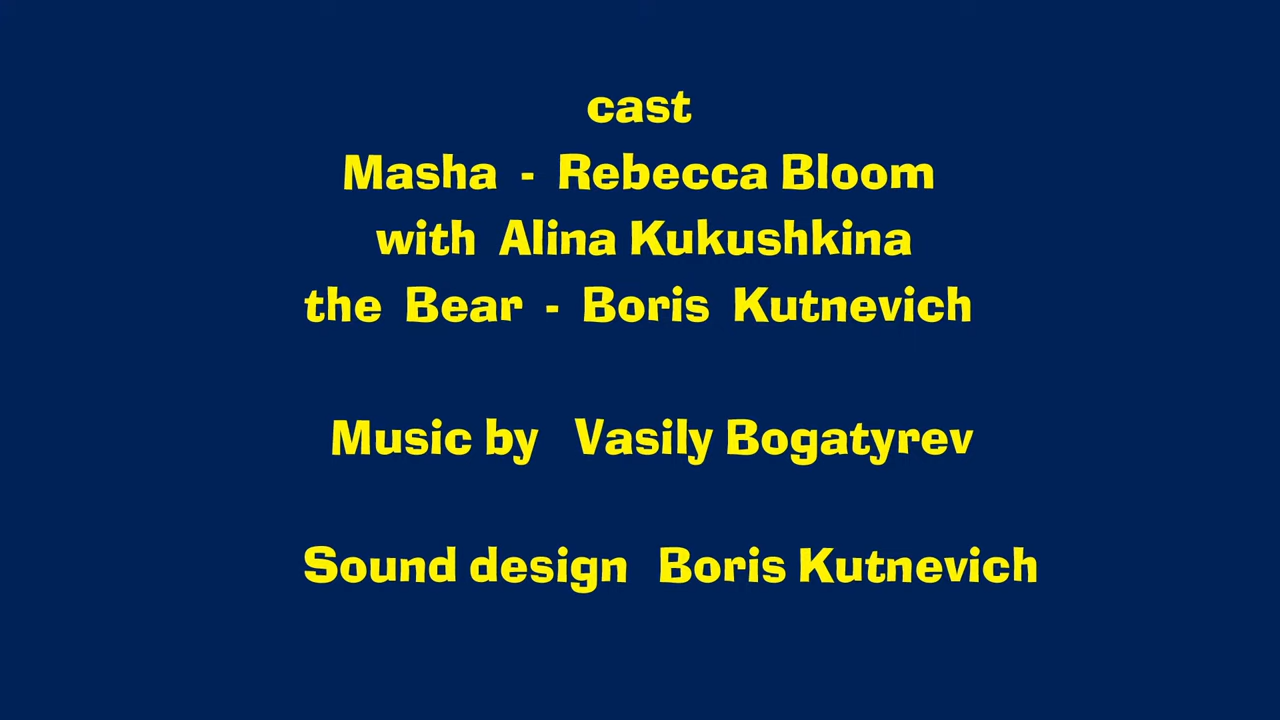 cast
Masha - Rebecca Bloom
with Alina Kukushkina
the Bear - Boris Kutnevich
Music by Vasily Bogatyrev
Sound design Boris Kutnevich